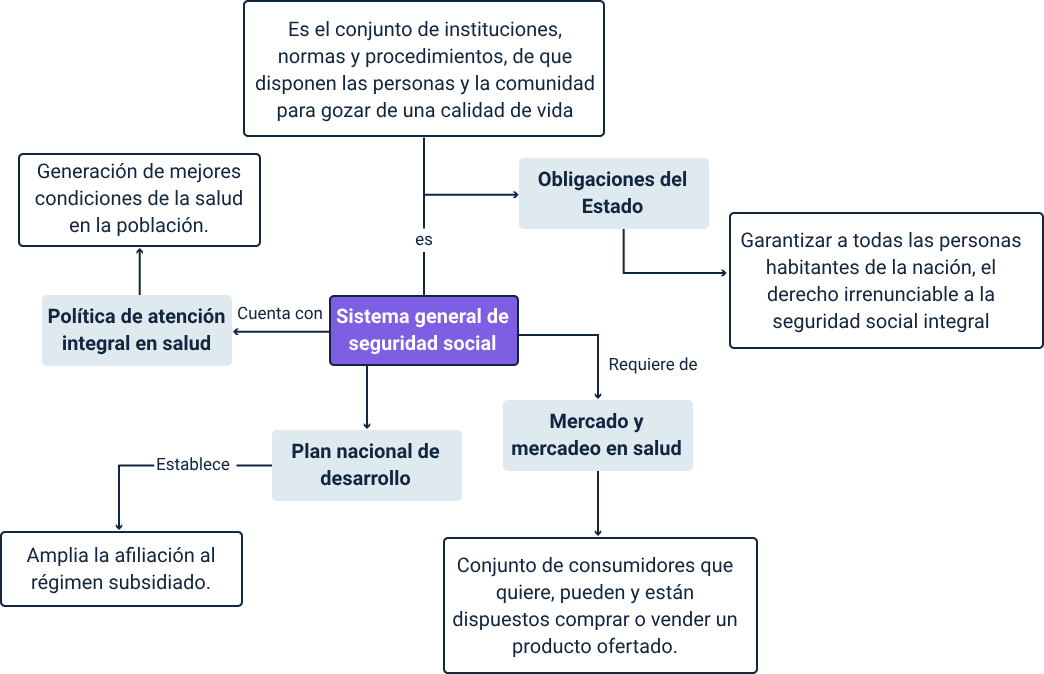 Es el conjunto de instituciones,
normas y procedimientos, de que
disponen las personas y la comunidad
para gozar de una calidad de vida
Generación de mejores
condiciones de la salud
en la población.
Obligaciones del
Estado
es
Garantizar a todas las personas
habitantes de la nación, el
derecho irrenunciable a la
seguridad social integral
Política de atención
integral en salud
Cuenta con
Sistema general de
seguridad social
Requiere de
Mercado y
mercadeo en salud
Plan nacional de
desarrollo
Establece
Amplia la afiliación al
régimen subsidiado.
Conjunto de consumidores que
quiere, pueden y están
dispuestos comprar o vender un
producto ofertado.